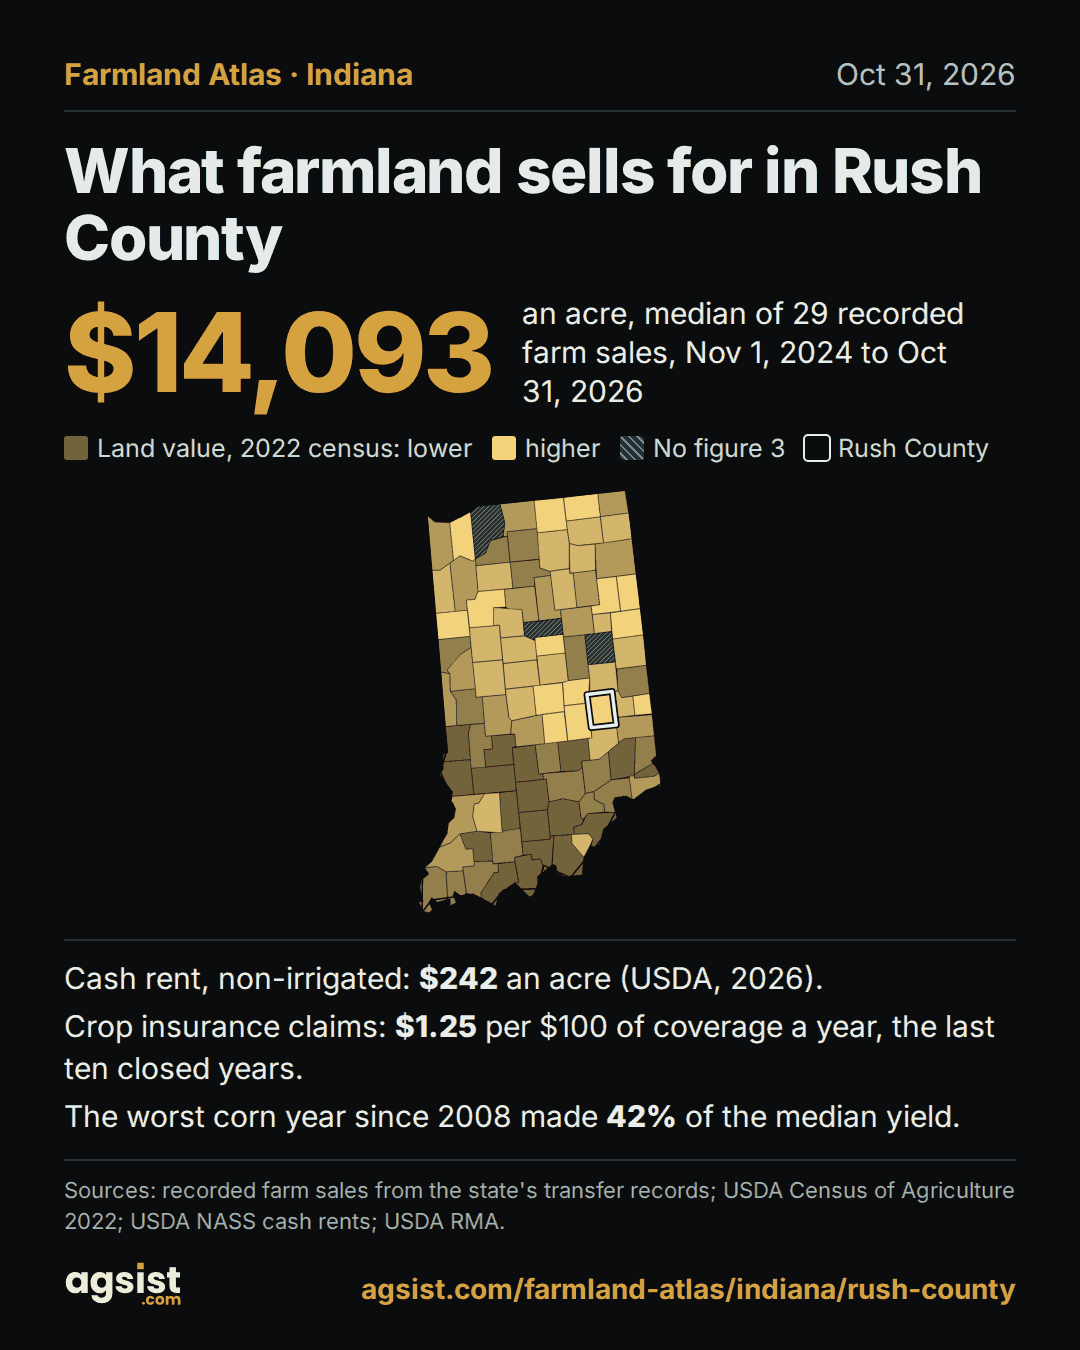 Farmland Atlas · Indiana
Oct 31, 2026
What farmland sells for in Rush
County
$14,093
an acre, median of 29 recorded
farm sales, Nov 1, 2024 to Oct
31, 2026
Land value, 2022 census: lower
higher
No figure 3
Rush County
Cash rent, non-irrigated: $242 an acre (USDA, 2026).
Crop insurance claims: $1.25 per $100 of coverage a year, the last
ten closed years.
The worst corn year since 2008 made 42% of the median yield.
Sources: recorded farm sales from the state's transfer records; USDA Census of Agriculture
2022; USDA NASS cash rents; USDA RMA.
agsist
.com
agsist.com/farmland-atlas/indiana/rush-county